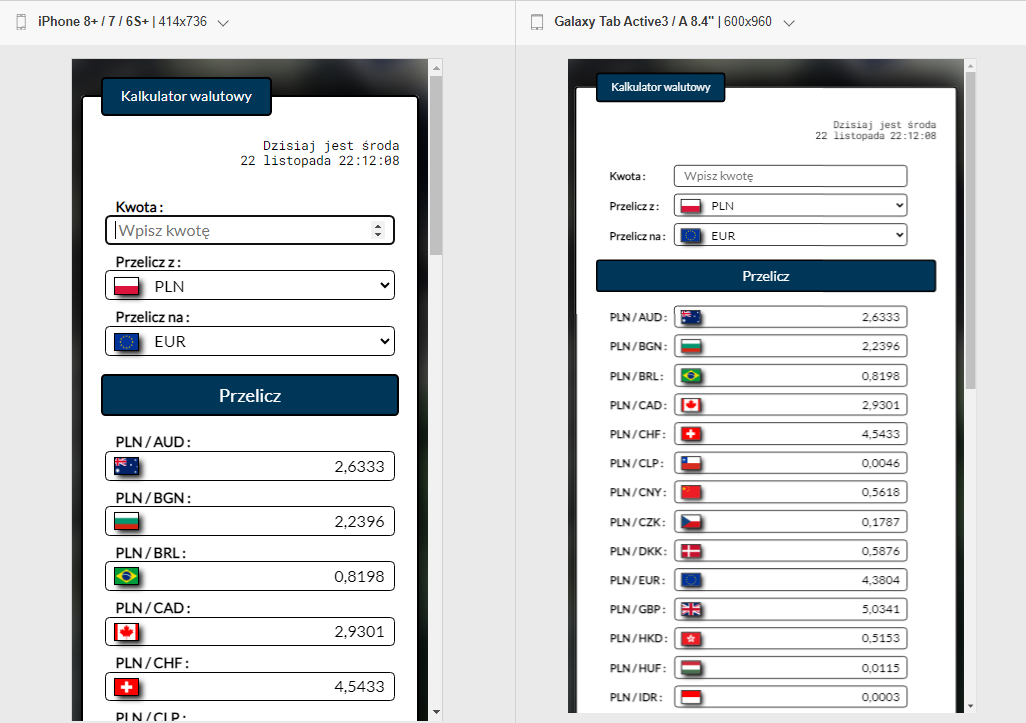 iPhone 8+ / 7 / 6S+ | 414x736
Kalkulator walutowy
Dzisiaj jest środa
22 listopada 22:12:08
Kwota :
Wpisz kwotę
Przelicz z :
PLN
Przelicz na :
EUR
Przelicz
PLN / AUD :
2,6333
PLN / BGN :
2,2396
PLN / BRL :
0,8198
PLN / CAD :
2,9301
PLN / CHF :
4,5433
PLN / CLP :
Galaxy Tab Active3 / A 8.4" | 600x960
Kalkulator walutowy
Dzisiaj jest środa
22 listopada 22:12:08
Kwota : Wpisz kwotę
Przelicz z : PLN
Przelicz na : EUR
Przelicz
PLN / AUD : 2,6333
PLN / BGN : 2,2396
PLN / BRL : 0,8198
PLN / CAD : 2,9301
PLN / CHF : 4,5433
PLN / CLP : 0,0046
PLN / CNY : 0,5618
PLN / CZK : 0,1787
PLN / DKK : 0,5876
PLN / EUR : 4,3804
PLN / GBP : 5,0341
PLN / HKD : 0,5153
PLN / HUF : 0,0115
PLN / IDR : 0,0003